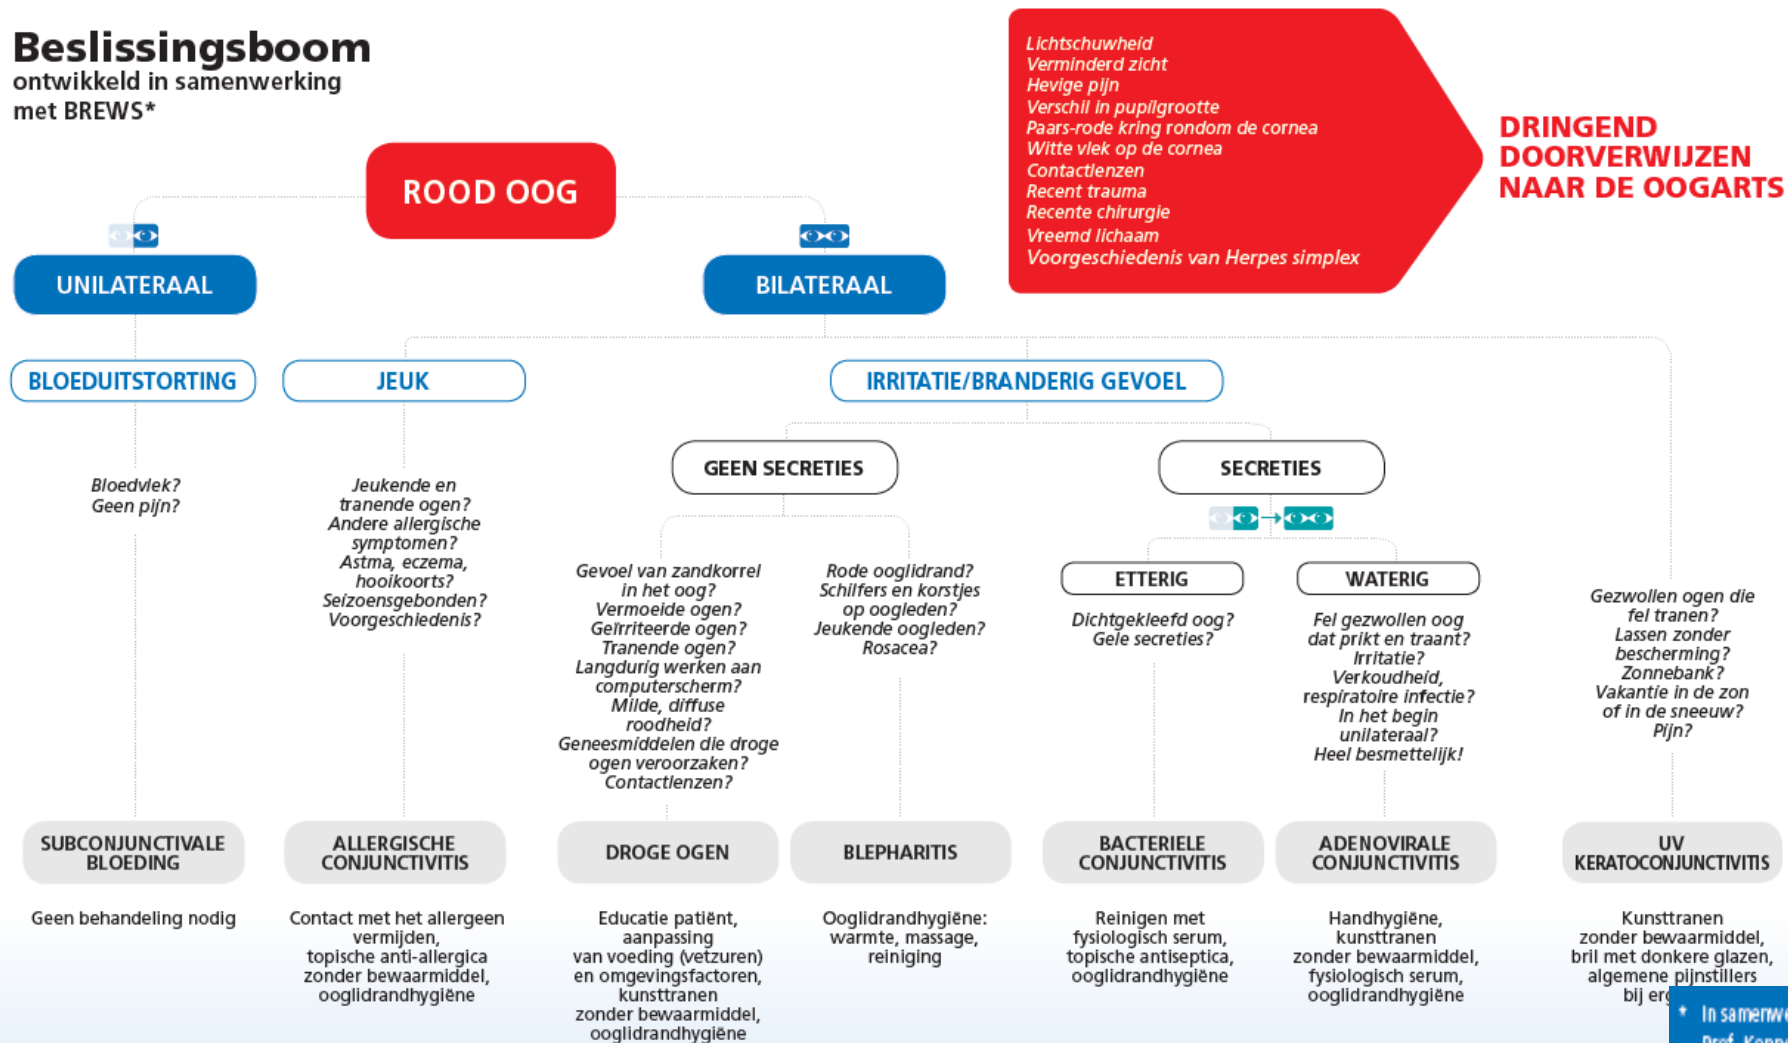 Beslissingsboom
ontwikkeld in samenwerking
met BREWS*
Lichtschuwheid
Verminderd zicht
Hevige pijn
Verschil in pupilgrootte
Paars-rode kring rondom de cornea
Witte vlek op de cornea
Contactlenzen
Recent trauma
Recente chirurgie
Vreemd lichaam
Voorgeschiedenis van Herpes simplex
DRINGEND
DOORVERWIJZEN
NAAR DE OOGARTS
ROOD OOG
UNILATERAAL
BILATERAAL
BLOEDUITSTORTING
JEUK
IRRITATIE/BRANDERIG GEVOEL
GEEN SECRETIES
SECRETIES
Bloedvlek?
Geen pijn?
Jeukende en
tranende ogen?
Andere allergische
symptomen?
Astma, eczema,
hooikoorts?
Seizoensgebonden?
Voorgeschiedenis?
Gevoel van zandkorrel
in het oog?
Vermoeide ogen?
Geïrriteerde ogen?
Tranende ogen?
Langdurig werken aan
computerscherm?
Milde, diffuse
roodheid?
Geneesmiddelen die droge
ogen veroorzaken?
Contactlenzen?
Rode ooglidrand?
Schilfers en korstjes
op oogleden?
Jeukende oogleden?
Rosacea?
ETTERIG
Dichtgekleefd oog?
Gele secreties?
WATERIG
Fel gezwollen oog
dat prikt en traant?
Irritatie?
Verkoudheid,
respiratoire infectie?
In het begin
unilateraal?
Heel besmettelijk!
Gezwollen ogen die
fel tranen?
Lassen zonder
bescherming?
Zonnebank?
Vakantie in de zon
of in de sneeuw?
Pijn?
SUBCONJUNCTIVALE
BLOEDING
ALLERGISCHE
CONJUNCTIVITIS
DROGE OGEN
BLEPHARITIS
BACTERIELE
CONJUNCTIVITIS
ADENOVIRALE
CONJUNCTIVITIS
UV
KERATOCONJUNCTIVITIS
Geen behandeling nodig
Contact met het allergeen
vermijden,
topische anti-allergica
zonder bewaarmiddel,
ooglidrandhygiëne
Educatie patiënt,
aanpassing
van voeding (vetzuren)
en omgevingsfactoren,
kunsttranen
zonder bewaarmiddel,
ooglidrandhygiëne
Ooglidrandhygiëne:
warmte, massage,
reiniging
Reinigen met
fysiologisch serum,
topische antiseptica,
ooglidrandhygiëne
Handhygiëne,
kunsttranen
zonder bewaarmiddel,
fysiologisch serum,
ooglidrandhygiëne
Kunsttranen
zonder bewaarmiddel,
bril met donkere glazen,
algemene pijnstillers
bij
* In
Prof.